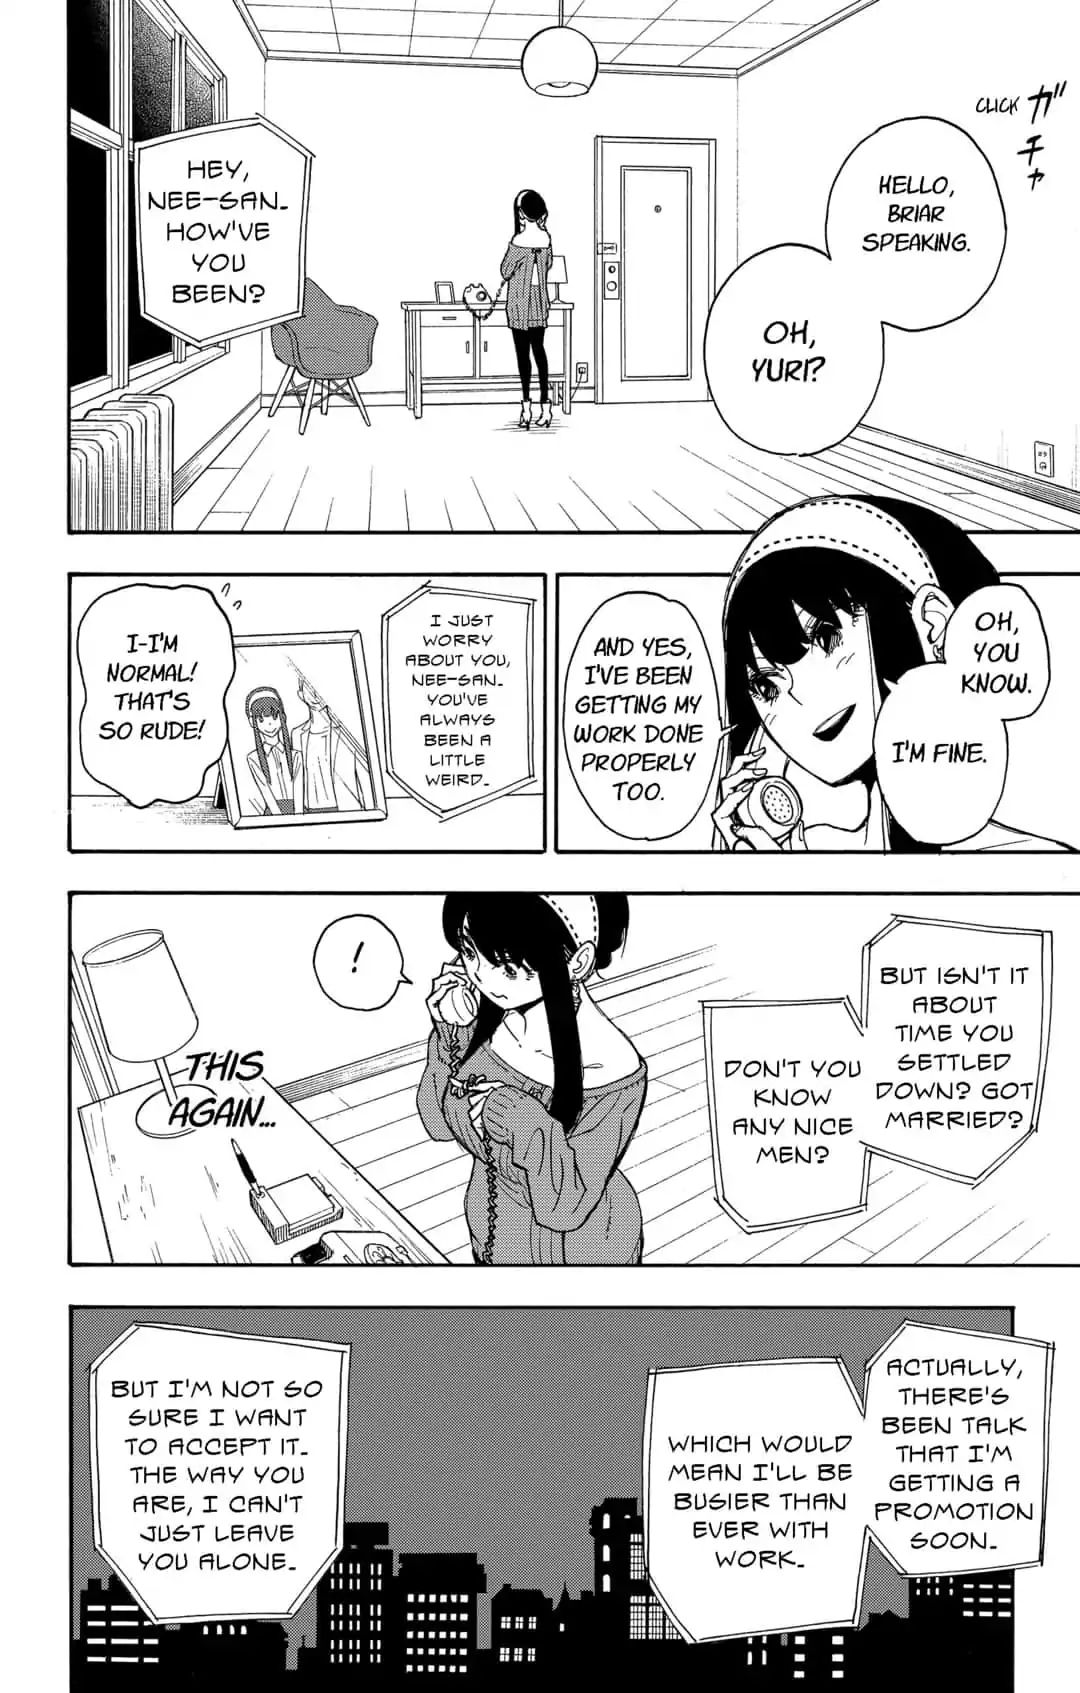 CLICK
ガチャ
HELLO,
BRIAR
SPEAKING.
OH,
YURI?
HEY,
NEE-SAN.
HOW'VE
YOU
BEEN?
OH,
YOU
KNOW.
I'M FINE.
AND YES,
I'VE BEEN
GETTING MY
WORK DONE
PROPERLY
TOO.
I JUST
WORRY
ABOUT YOU,
NEE-SAN.
YOU'VE
ALWAYS
BEEN A
LITTLE
WEIRD.
I-I'M
NORMAL!
THAT'S
SO RUDE!
BUT ISN'T IT
ABOUT
TIME YOU
SETTLED
DOWN? GOT
MARRIED?
DON'T YOU
KNOW
ANY NICE
MEN?
!
THIS
AGAIN...
ACTUALLY,
THERE'S
BEEN TALK
THAT I'M
GETTING A
PROMOTION
SOON.
WHICH WOULD
MEAN I'LL BE
BUSIER THAN
EVER WITH
WORK.
BUT I'M NOT SO
SURE I WANT
TO ACCEPT IT.
THE WAY YOU
ARE, I CAN'T
JUST LEAVE
YOU ALONE.